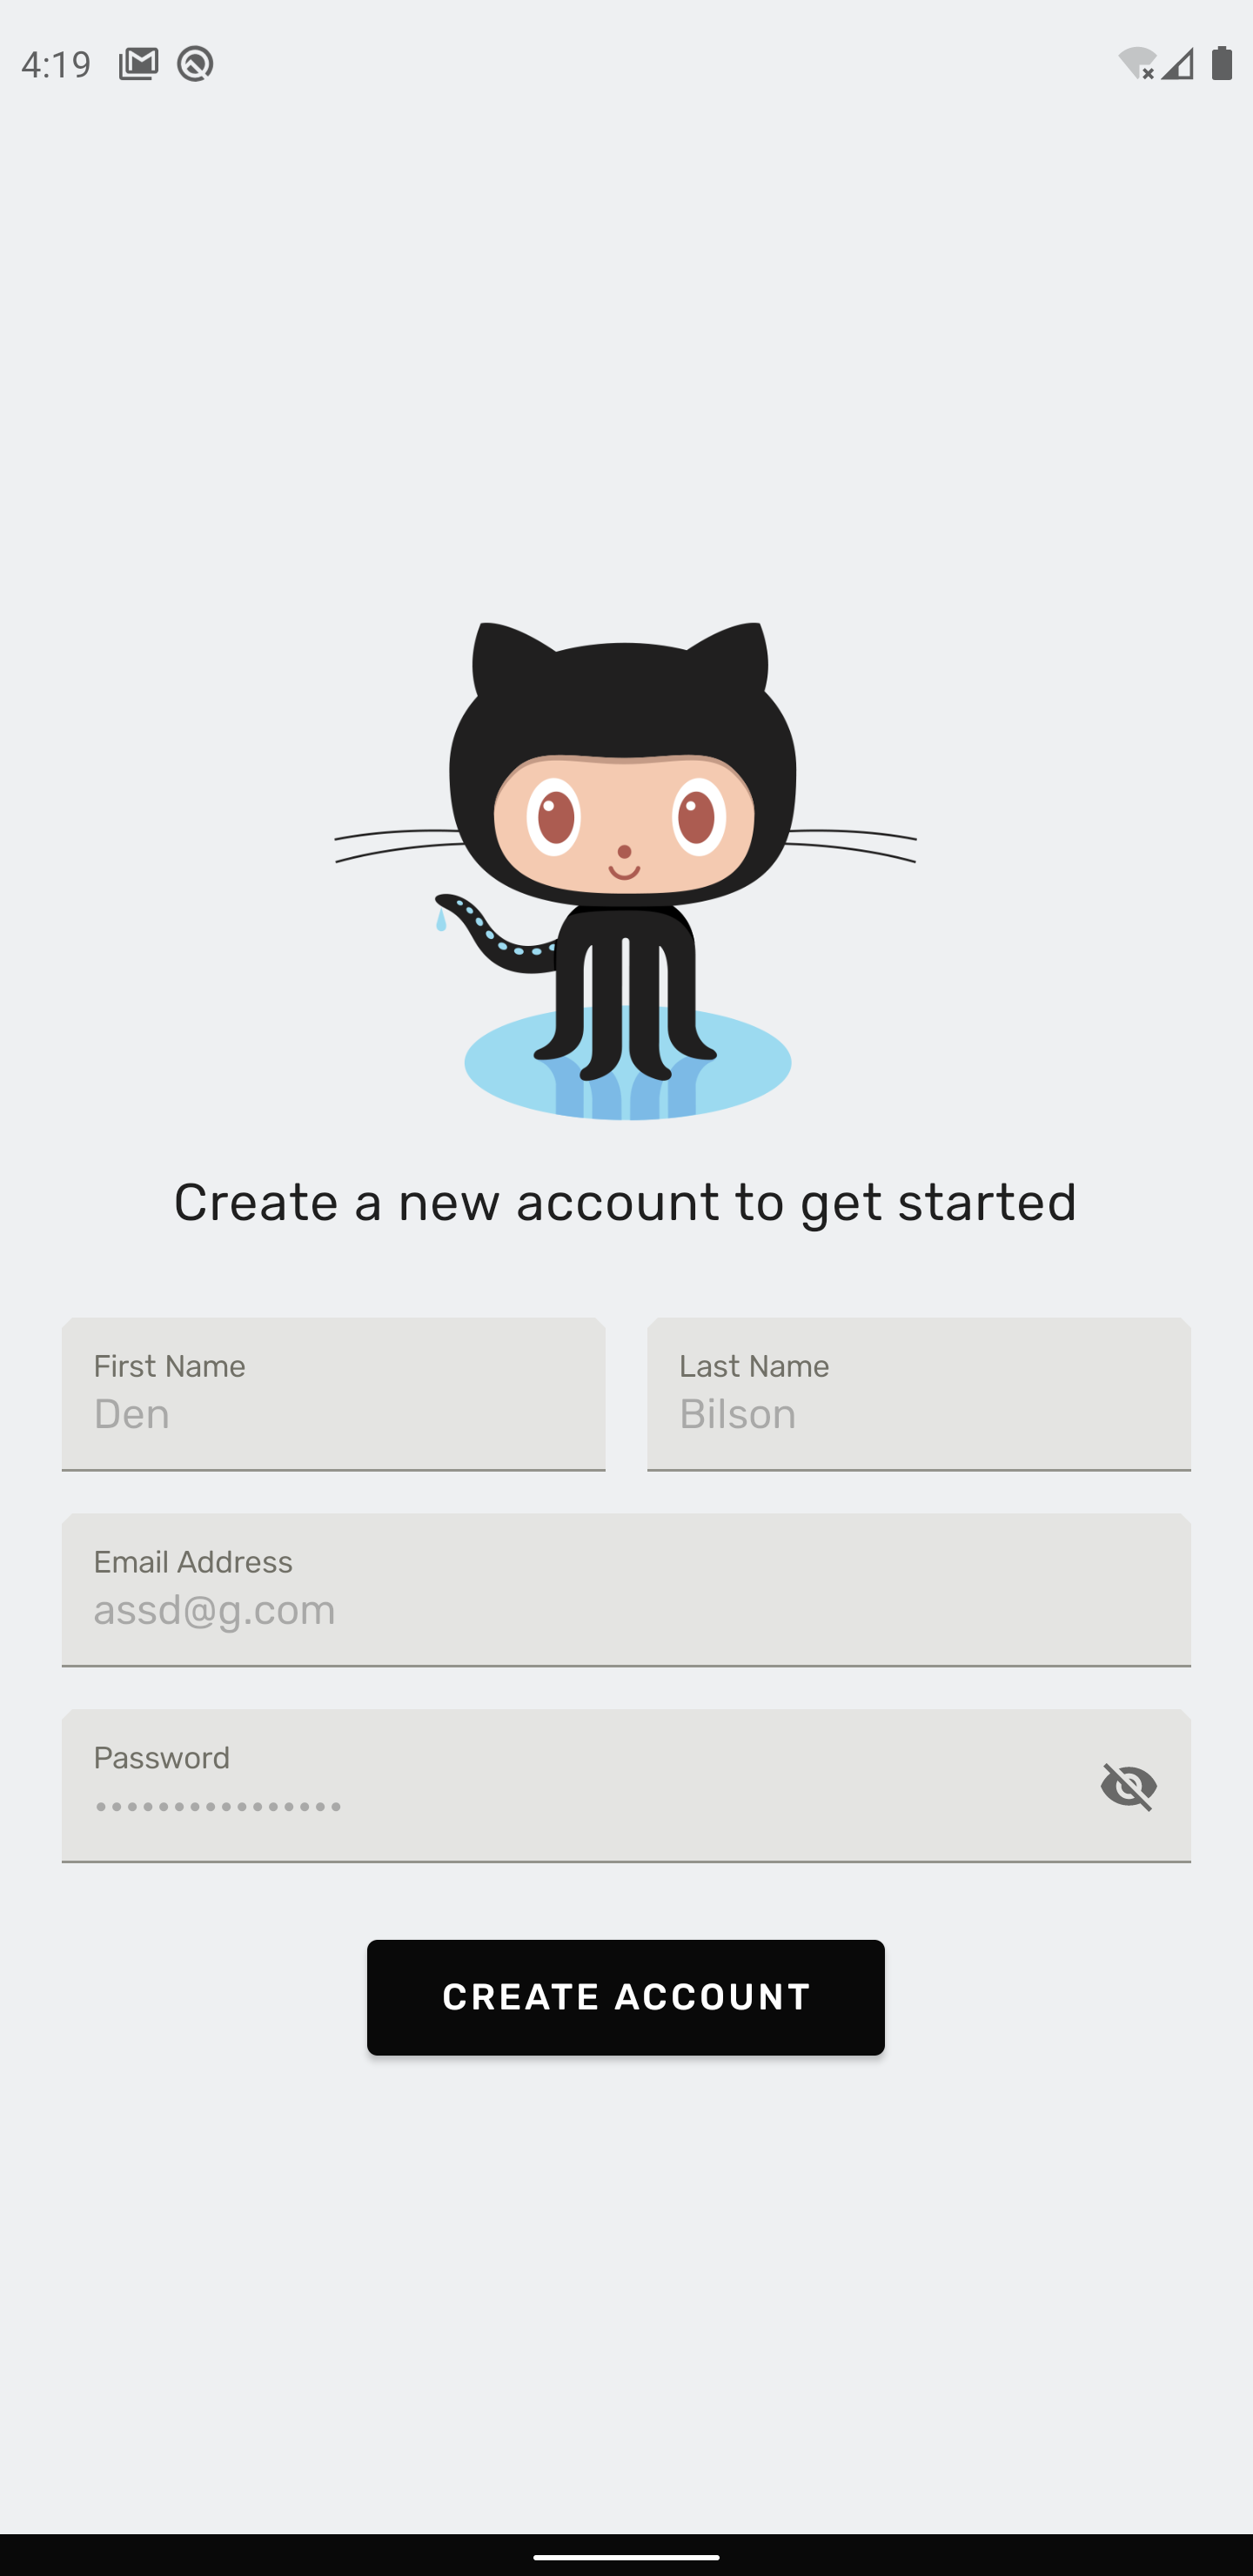 4:19
Create a new account to get started
First Name
Den
Last Name
Bilson
Email Address
assd@g.com
Password
••••••••••••••••
CREATE ACCOUNT